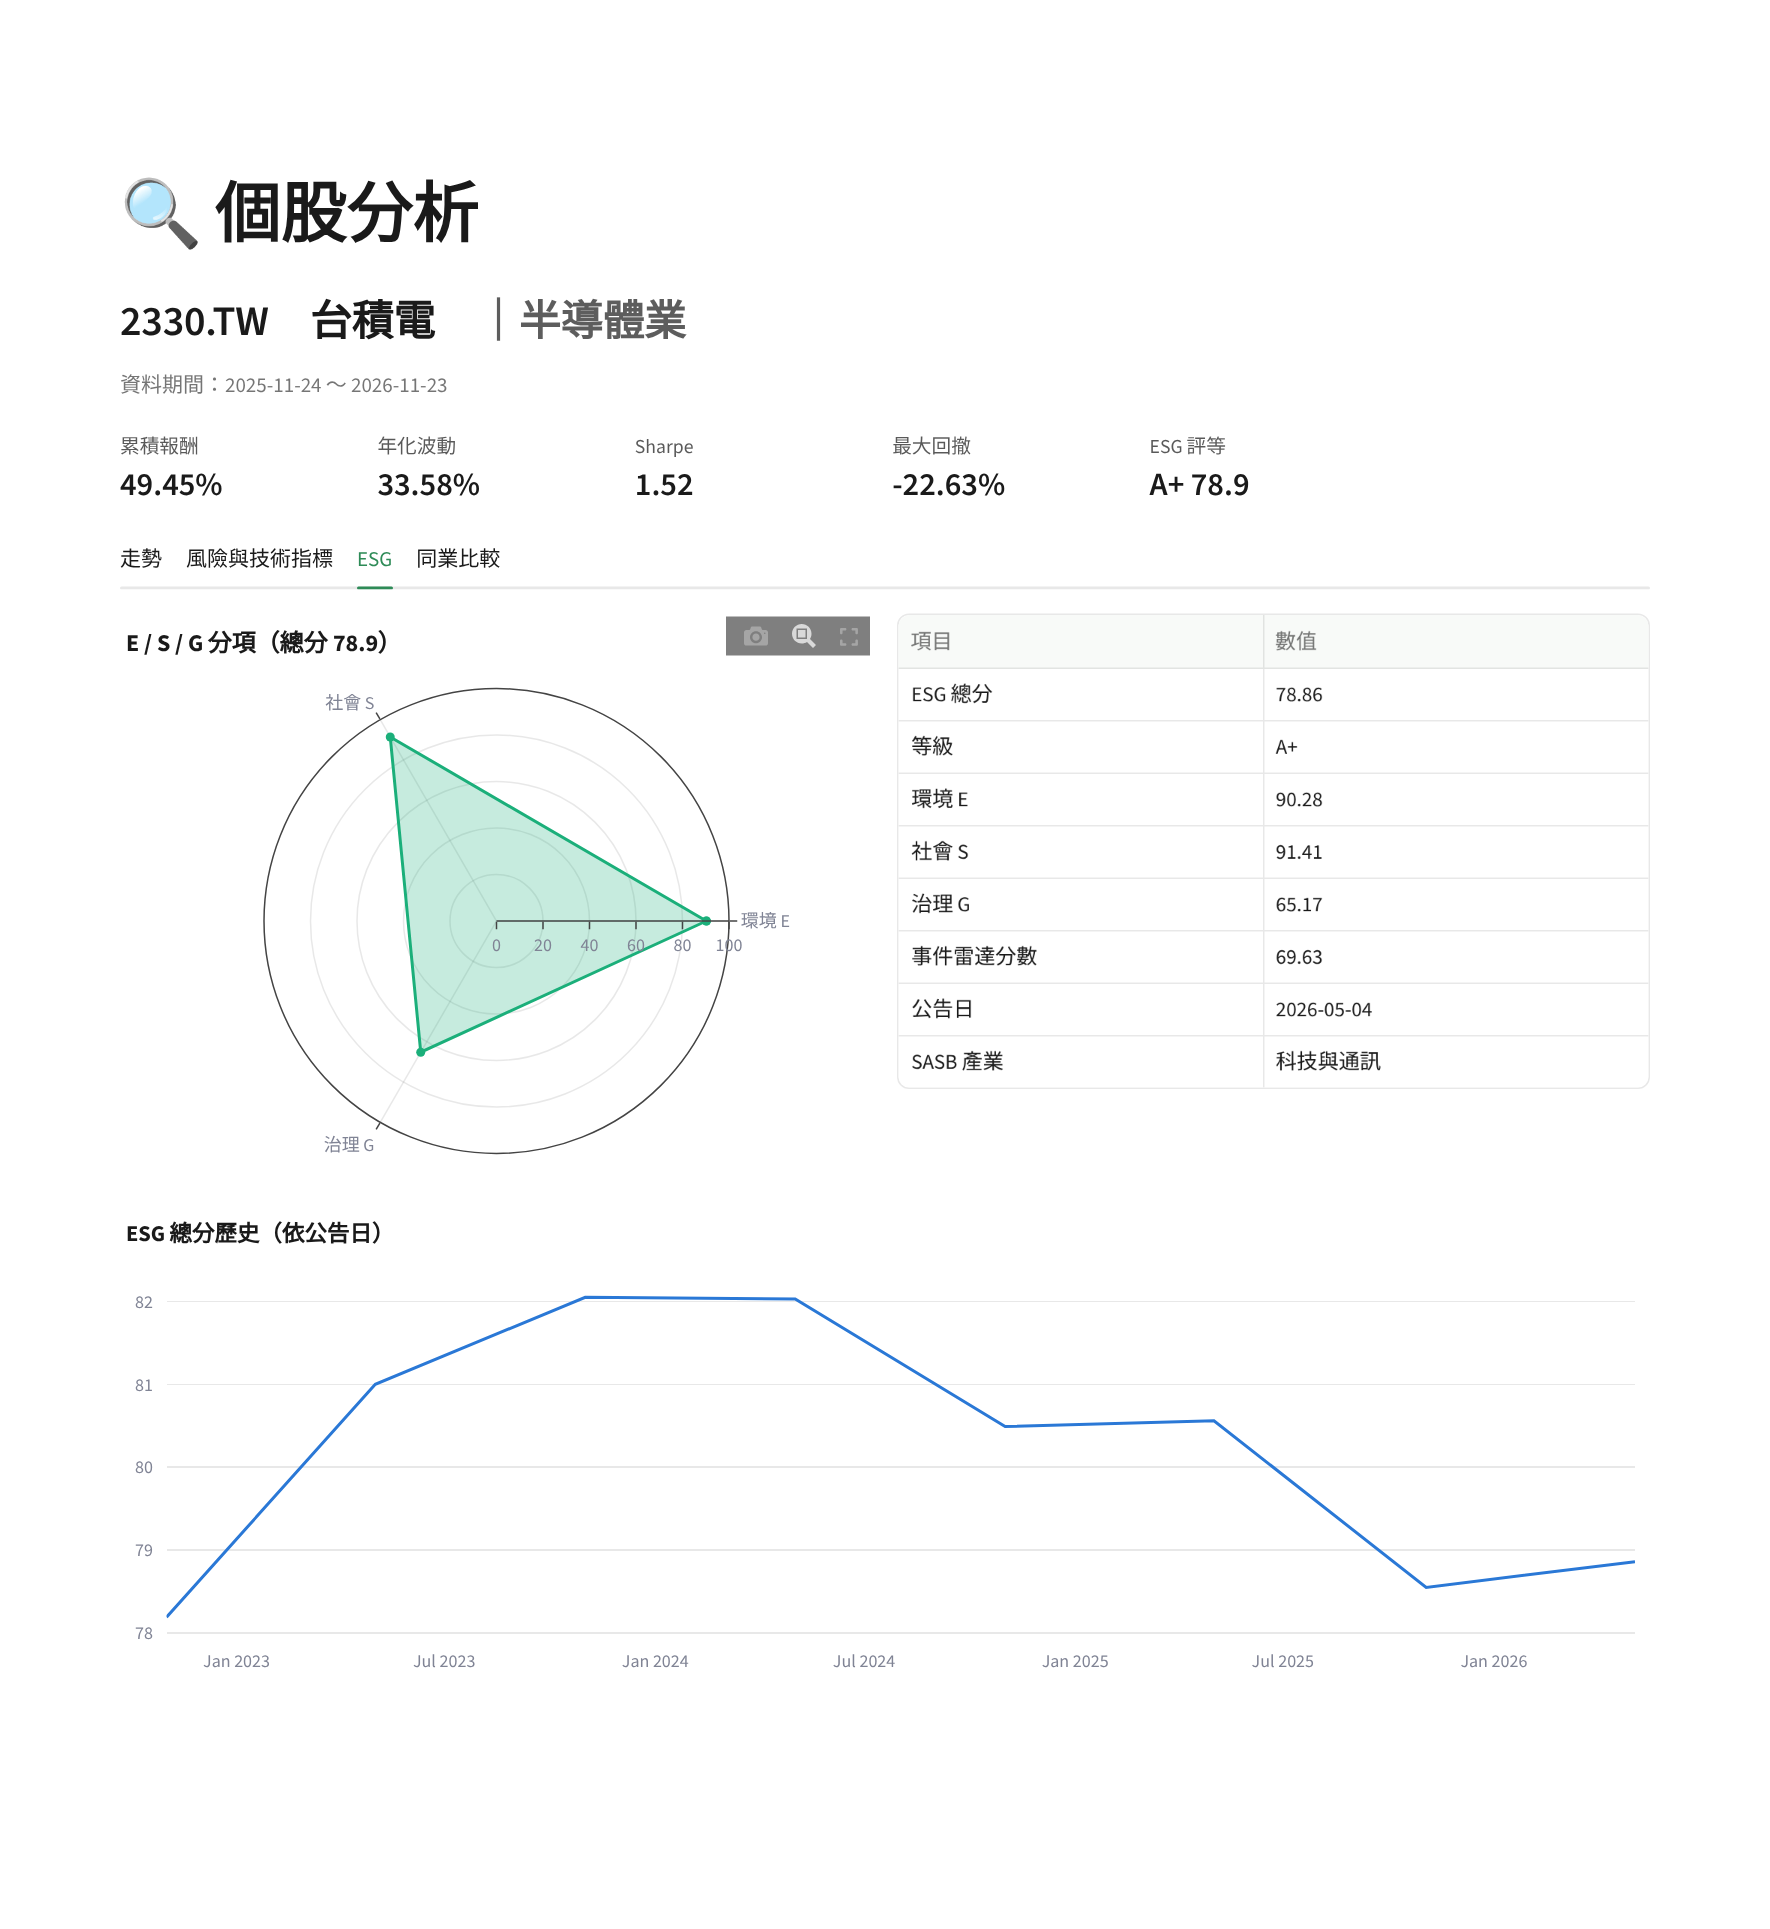 🔍 個股分析
2330.TW 台積電 ｜半導體業
資料期間：2025-11-24 ～ 2026-11-23
累積報酬 年化波動 Sharpe 最大回撤 ESG 評等
49.45% 33.58% 1.52 -22.63% A+ 78.9
走勢 風險與技術指標 ESG 同業比較
E / S / G 分項（總分 78.9）
社會 S
環境 E
0 20 40 60 80 100
治理 G
項目 數值
ESG 總分 78.86
等級 A+
環境 E 90.28
社會 S 91.41
治理 G 65.17
事件雷達分數 69.63
公告日 2026-05-04
SASB 產業 科技與通訊
ESG 總分歷史（依公告日）
82
81
80
79
78
Jan 2023 Jul 2023 Jan 2024 Jul 2024 Jan 2025 Jul 2025 Jan 2026